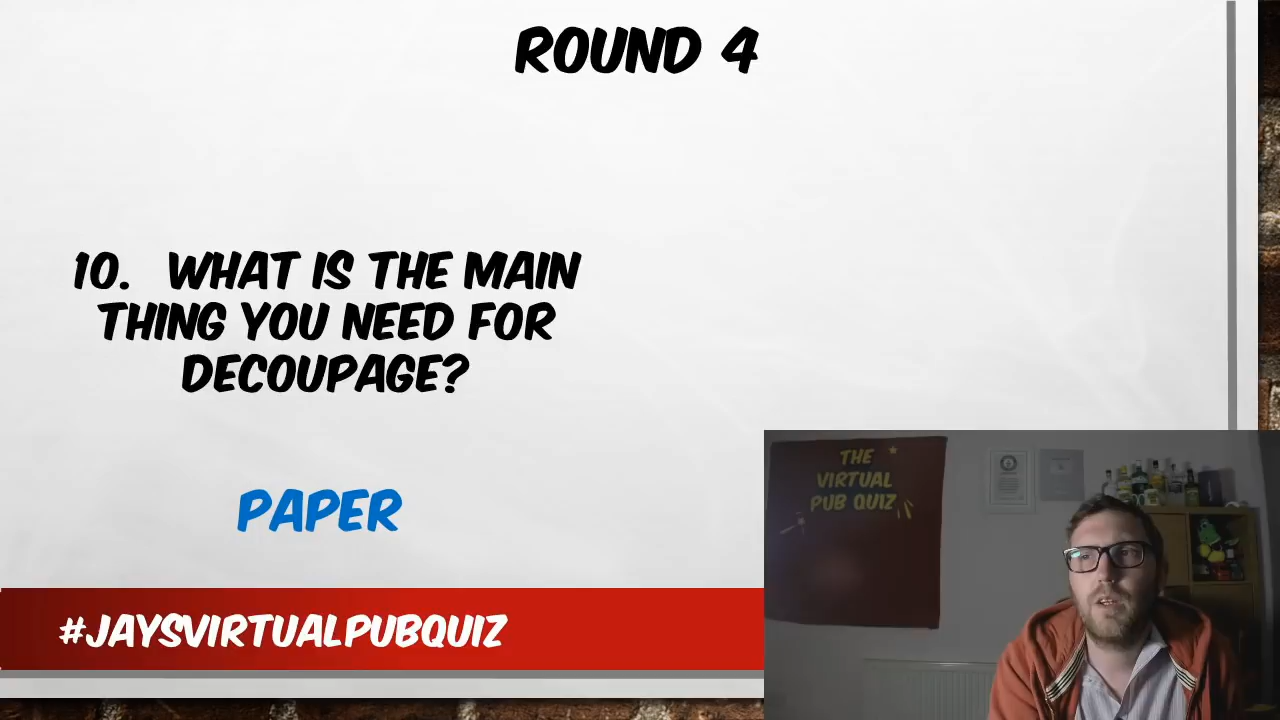 ROUND 4
10. WHAT IS THE MAIN
THING YOU NEED FOR
DECOUPAGE?
PAPER
#JAYSVIRTUALPUBQUIZ
THE
VIRTUAL
PUB QUIZ